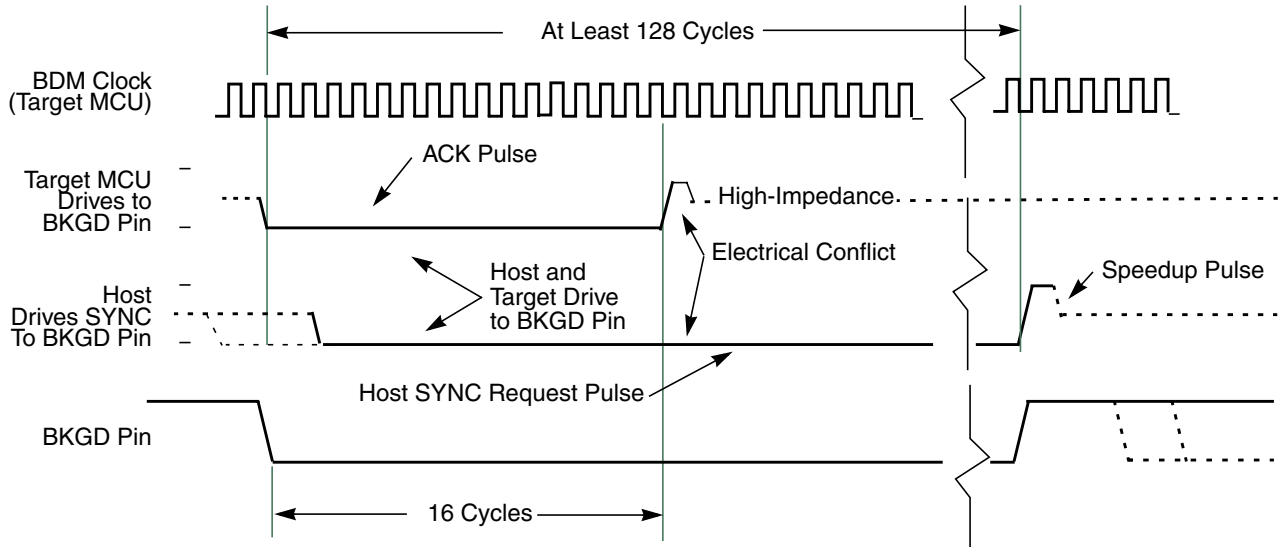 At Least 128 Cycles
BDM Clock
(Target MCU)
ACK Pulse
Target MCU
Drives to
BKGD Pin
High-Impedance
Electrical Conflict
Host and
Target Drive
to BKGD Pin
Speedup Pulse
Host
Drives SYNC
To BKGD Pin
Host SYNC Request Pulse
BKGD Pin
16 Cycles